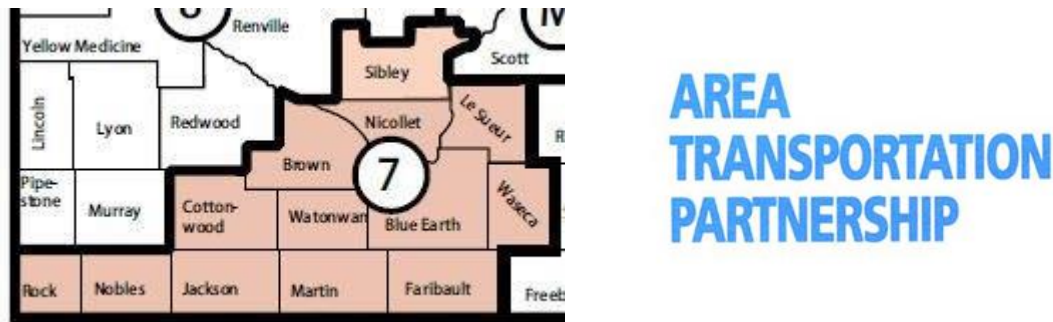 Renville
Yellow Medicine
Scott
Sibley
Lincoln
Lyon
Redwood
Nicollet
Le Sueur
Brown
7
Pipe-
stone
Murray
Cotton-
wood
Watonwan
Blue Earth
Waseca
Rock
Nobles
Jackson
Martin
Faribault
Freeb
AREA
TRANSPORTATION
PARTNERSHIP